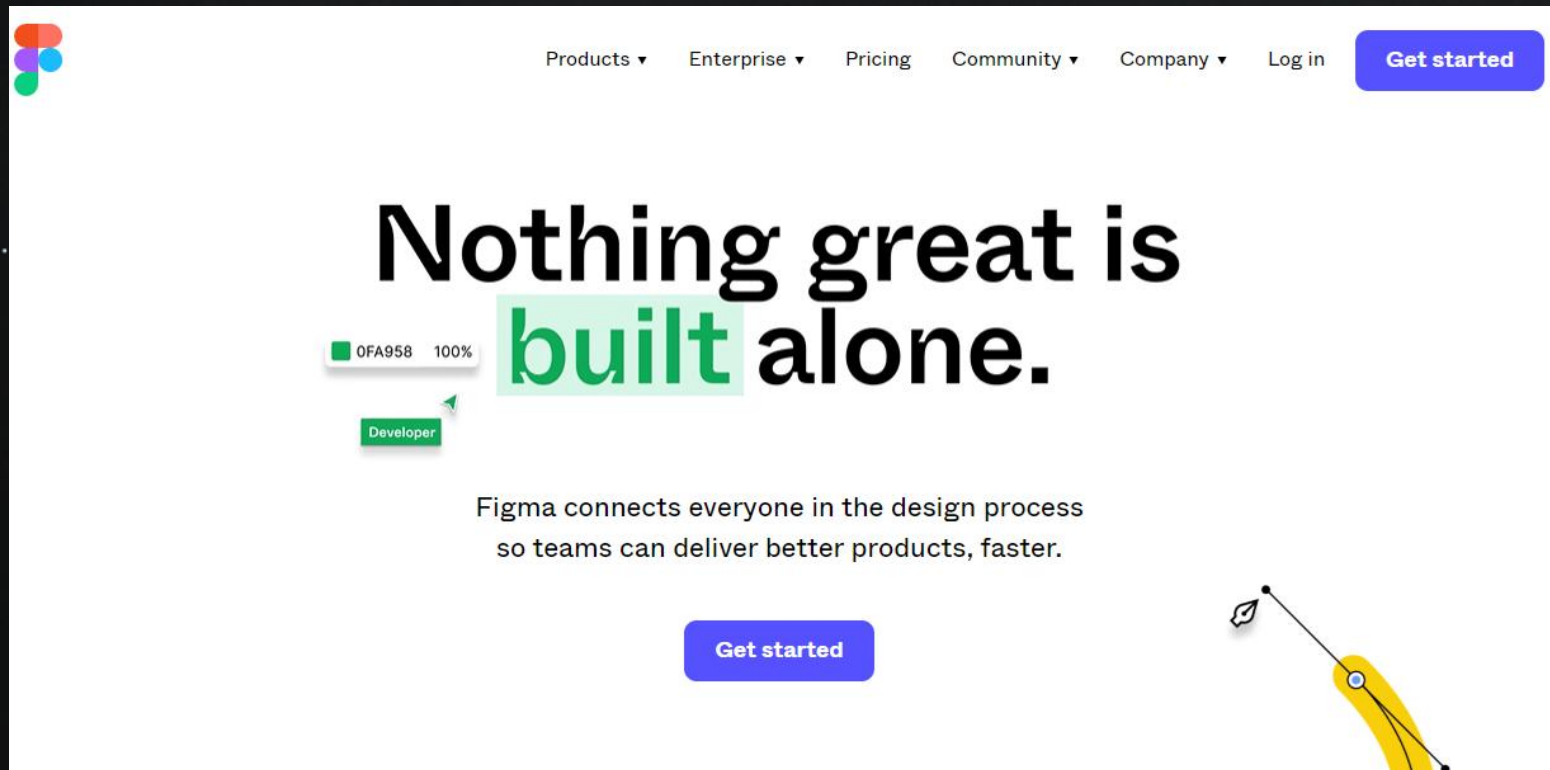 Products ▾ Enterprise ▾ Pricing Community ▾ Company ▾ Log in Get started
Nothing great is
built alone.
0FA958 100%
Developer
Figma connects everyone in the design process
so teams can deliver better products, faster.
Get started